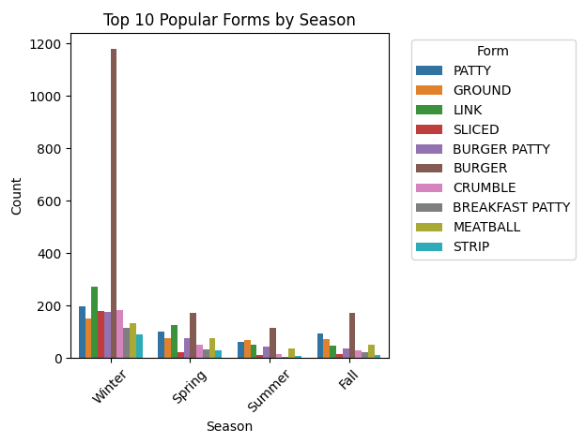 Top 10 Popular Forms by Season
1200
1000
800
600
400
200
0
Count
Winter
Spring
Summer
Fall
Season
Form
PATTY
GROUND
LINK
SLICED
BURGER PATTY
BURGER
CRUMBLE
BREAKFAST PATTY
MEATBALL
STRIP